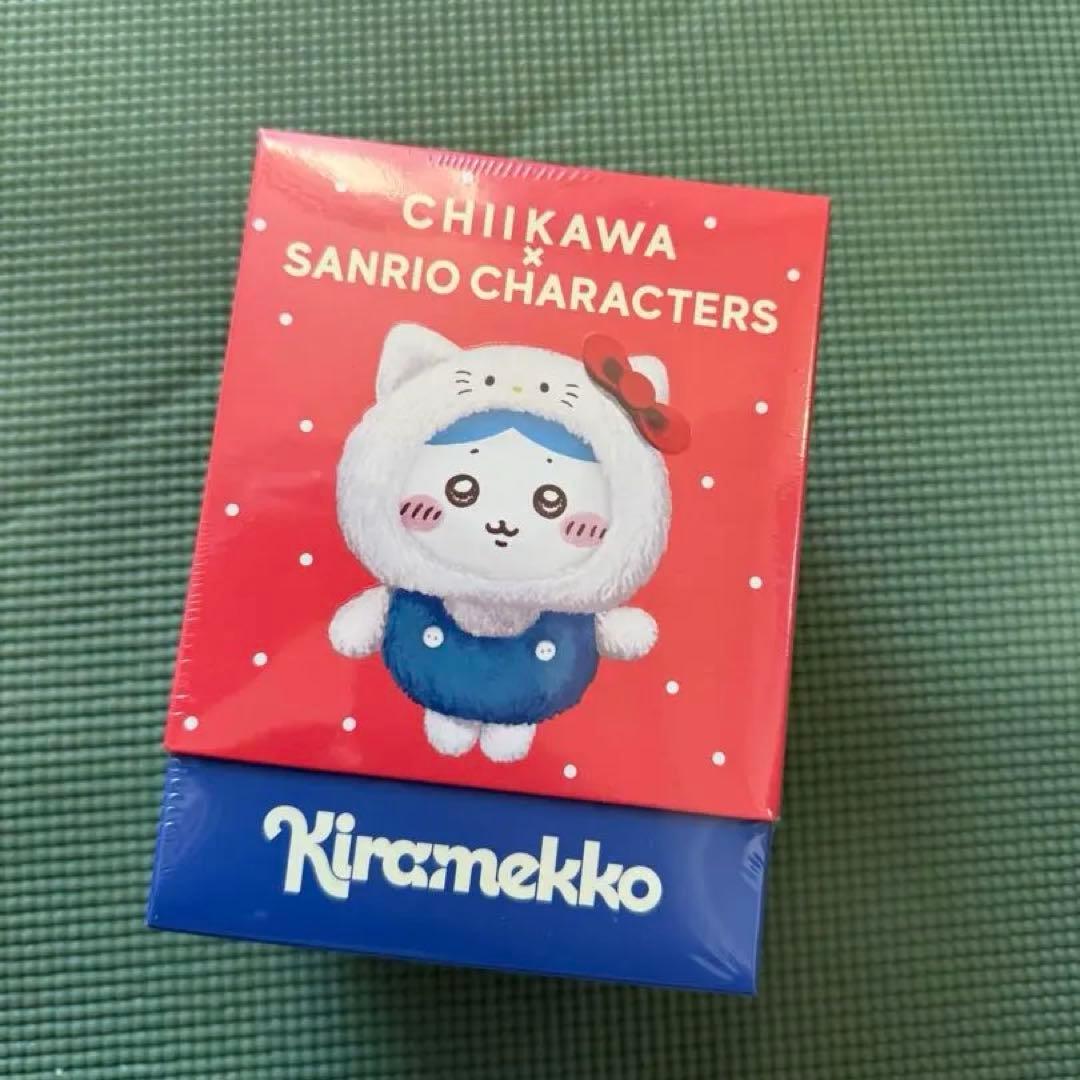 CHIIKAWA
×
SANRIO CHARACTERS
Kiramekko